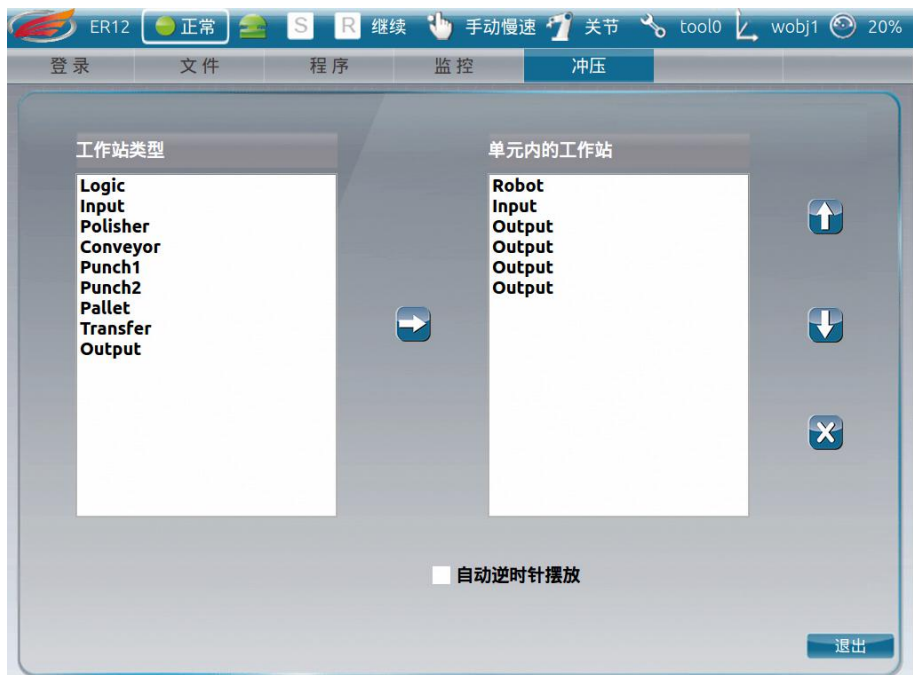 ER12 正常 S R 继续 手动慢速 关节 tool0 wobj1 20%
登录 文件 程序 监控 冲压
工作站类型
Logic
Input
Polisher
Conveyor
Punch1
Punch2
Pallet
Transfer
Output
单元内的工作站
Robot
Input
Output
Output
Output
Output
自动逆时针摆放
退出